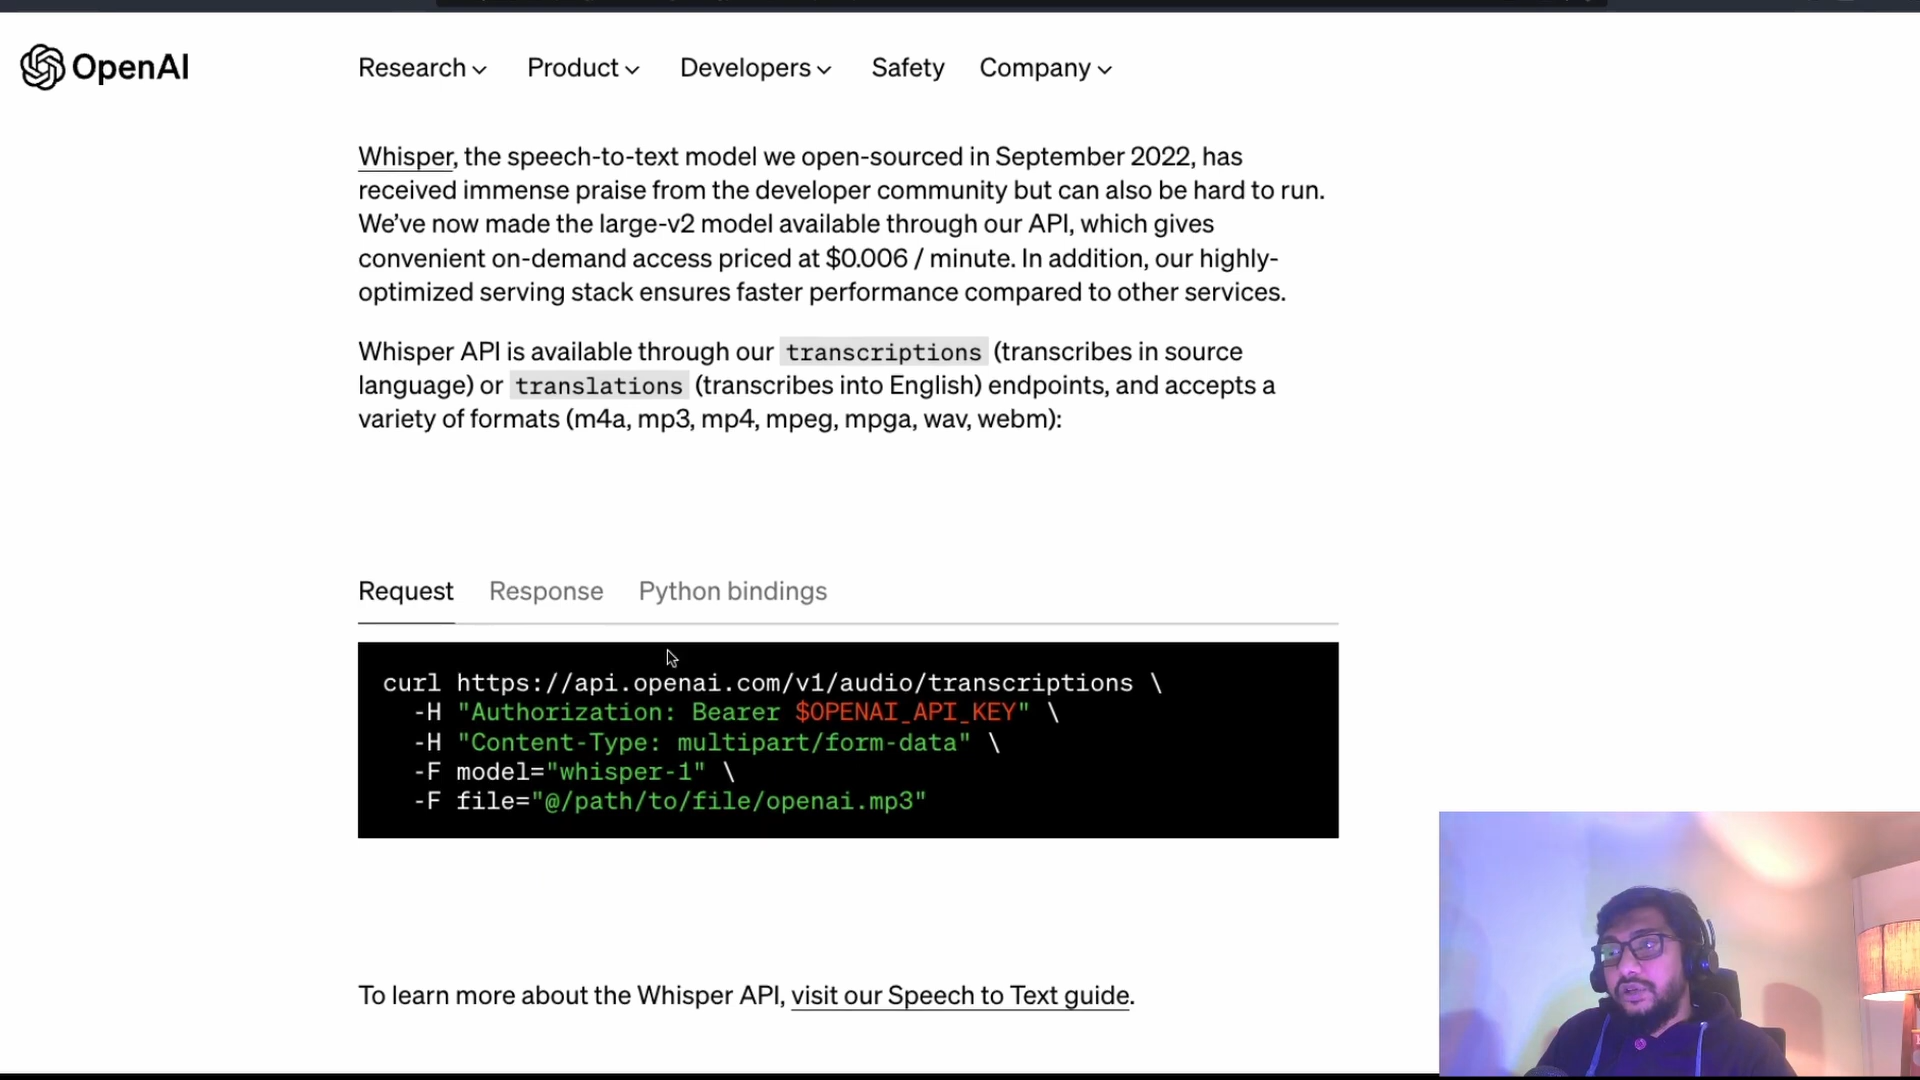 OpenAI
Research
Product
Developers
Safety
Company
Whisper, the speech-to-text model we open-sourced in September 2022, has
received immense praise from the developer community but can also be hard to run.
We’ve now made the large-v2 model available through our API, which gives
convenient on-demand access priced at $0.006 / minute. In addition, our highly-
optimized serving stack ensures faster performance compared to other services.
Whisper API is available through our transcriptions (transcribes in source
language) or translations (transcribes into English) endpoints, and accepts a
variety of formats (m4a, mp3, mp4, mpeg, mpga, wav, webm):
Request
Response
Python bindings
curl https://api.openai.com/v1/audio/transcriptions \
-H "Authorization: Bearer $OPENAI_API_KEY" \
-H "Content-Type: multipart/form-data" \
-F model="whisper-1" \
-F file="@/path/to/file/openai.mp3"
To learn more about the Whisper API, visit our Speech to Text guide.